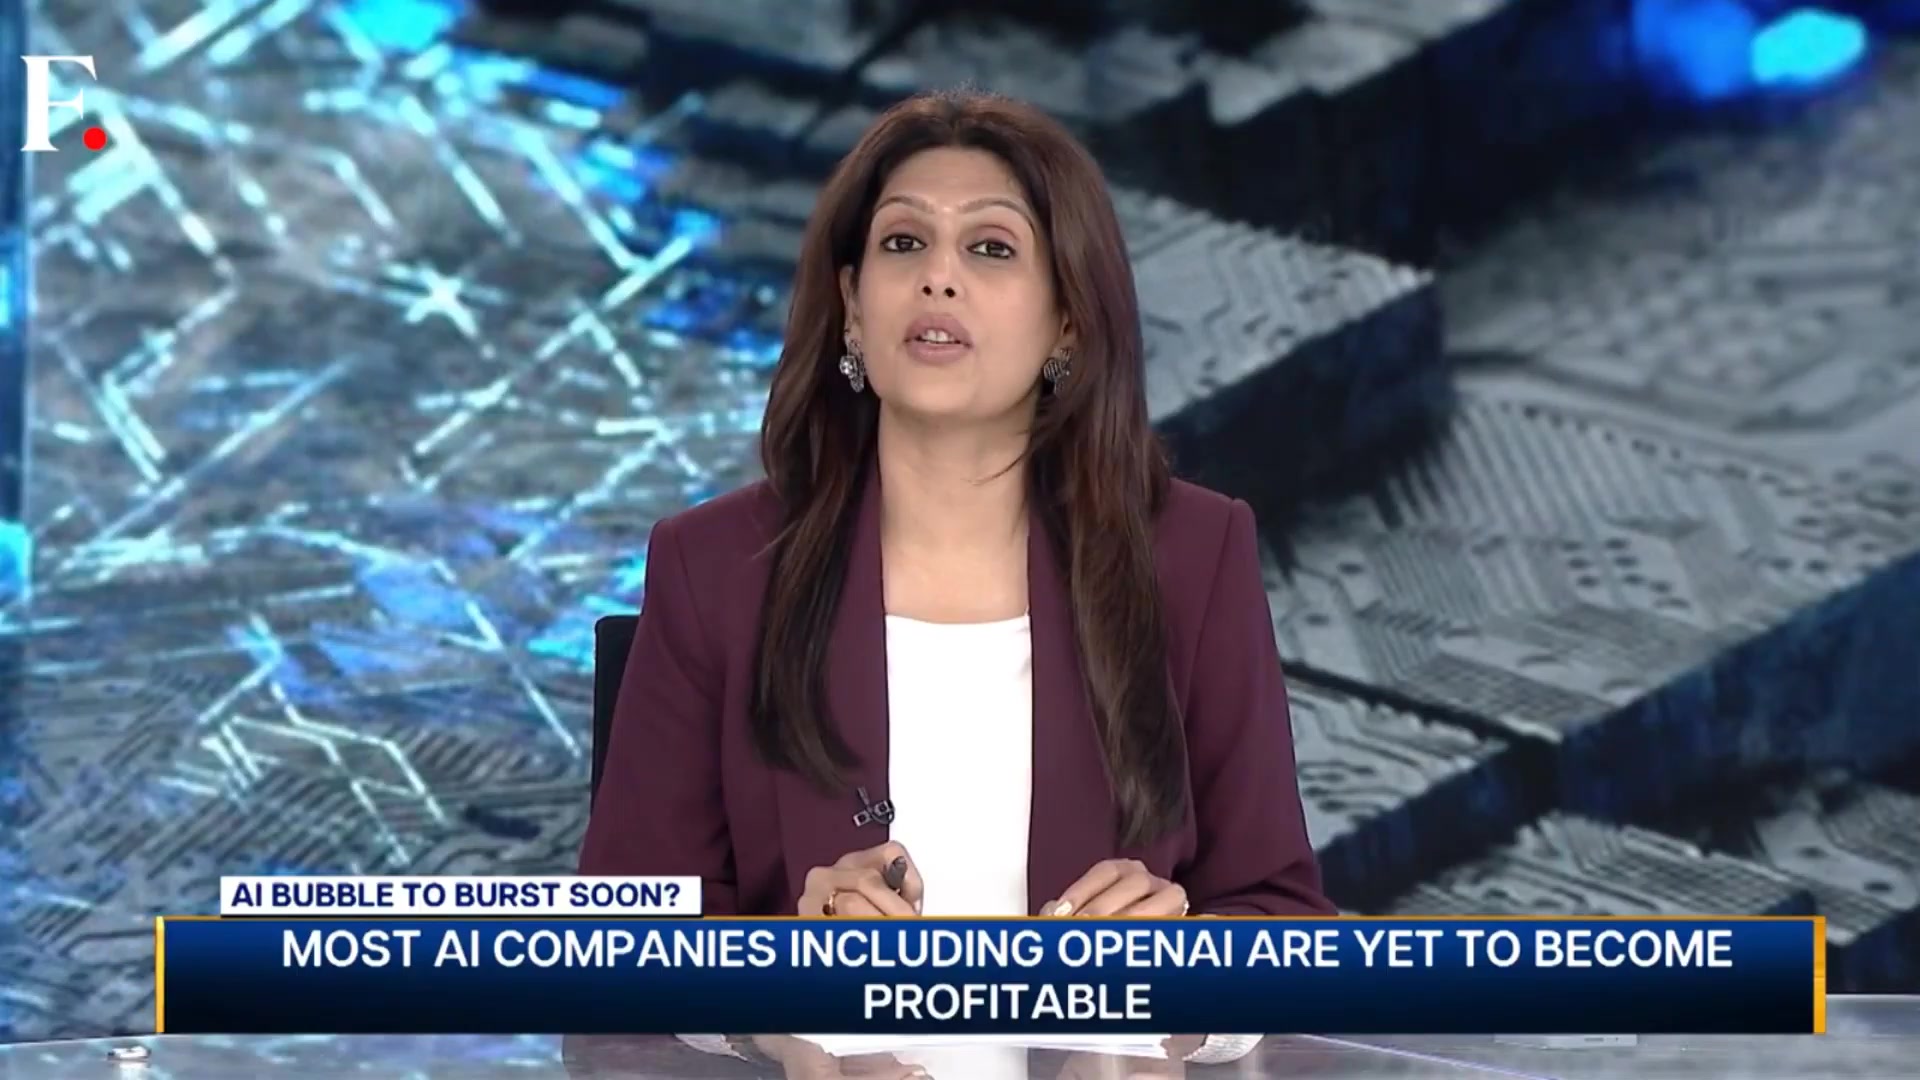 F.
AI BUBBLE TO BURST SOON?
MOST AI COMPANIES INCLUDING OPENAI ARE YET TO BECOME
PROFITABLE